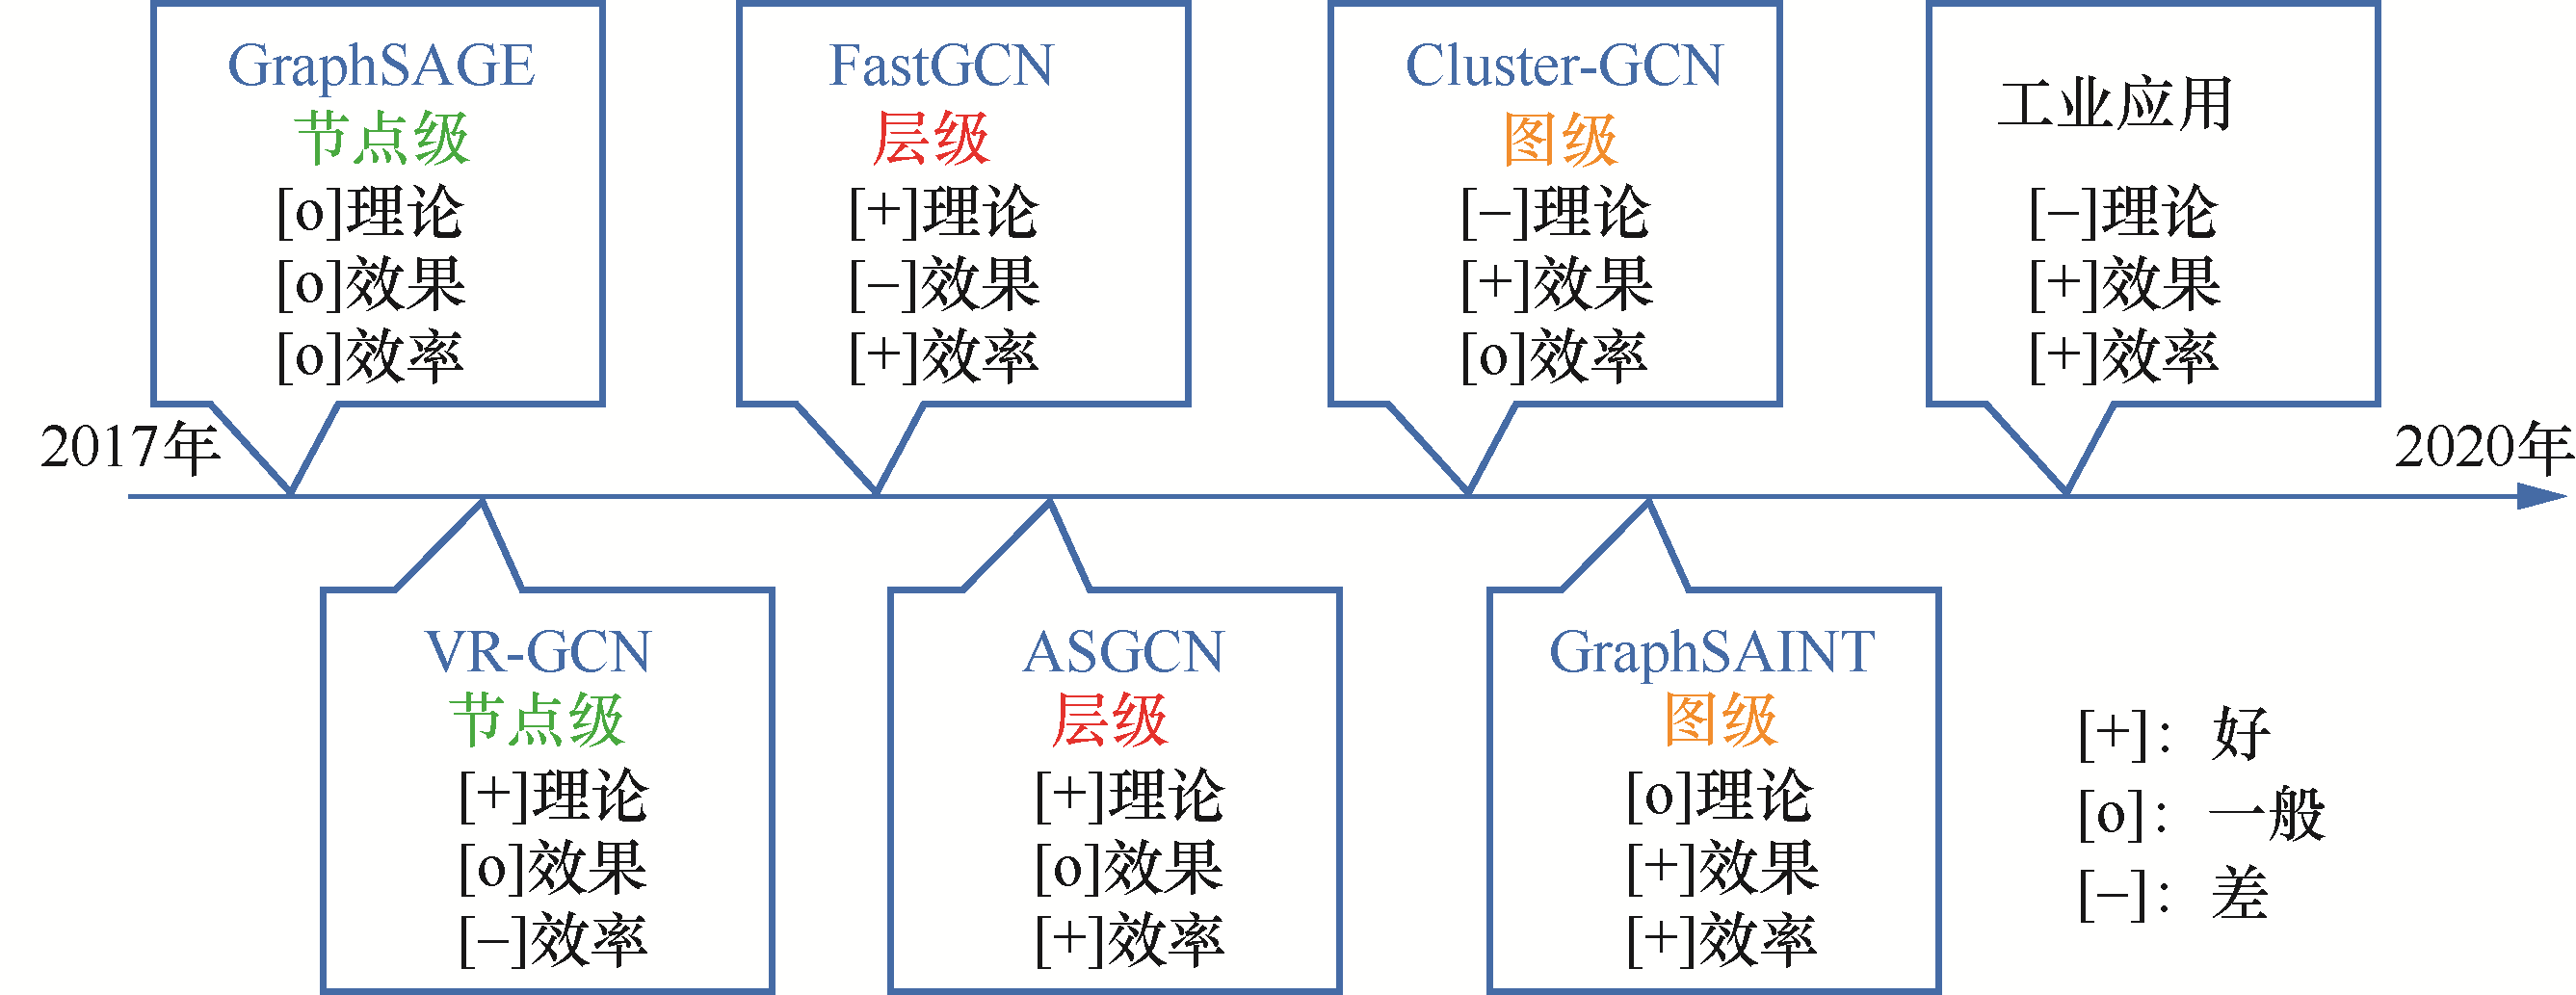 GraphSAGE
节点级
[o]理论
[o]效果
[o]效率
FastGCN
层级
[+]理论
[−]效果
[+]效率
Cluster-GCN
图级
[−]理论
[+]效果
[o]效率
工业应用
[−]理论
[+]效果
[+]效率
2017年
2020年
VR-GCN
节点级
[+]理论
[o]效果
[−]效率
ASGCN
层级
[+]理论
[o]效果
[+]效率
GraphSAINT
图级
[o]理论
[+]效果
[+]效率
[+]：好
[o]：一般
[−]：差